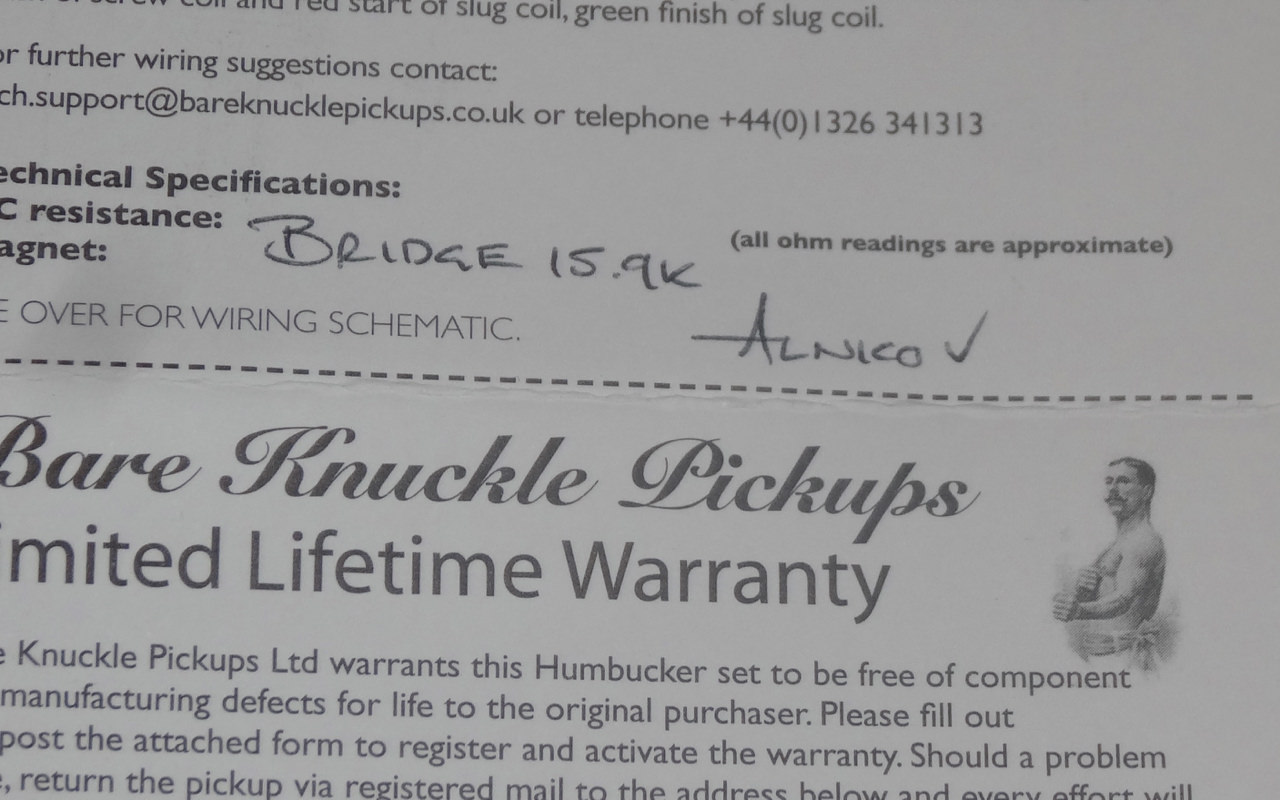 screw coil and red start of slug coil, green finish of slug coil.
or further wiring suggestions contact:
ch.support@bareknucklepickups.co.uk or telephone +44(0)1326 341313
echnical Specifications:
C resistance: BRIDGE 15.9K (all ohm readings are approximate)
agnet: ALNICO V
E OVER FOR WIRING SCHEMATIC.
Bare Knuckle Pickups
imited Lifetime Warranty
e Knuckle Pickups Ltd warrants this Humbucker set to be free of component
manufacturing defects for life to the original purchaser. Please fill out
post the attached form to register and activate the warranty. Should a problem
e, return the pickup via registered mail to the address below and every effort will